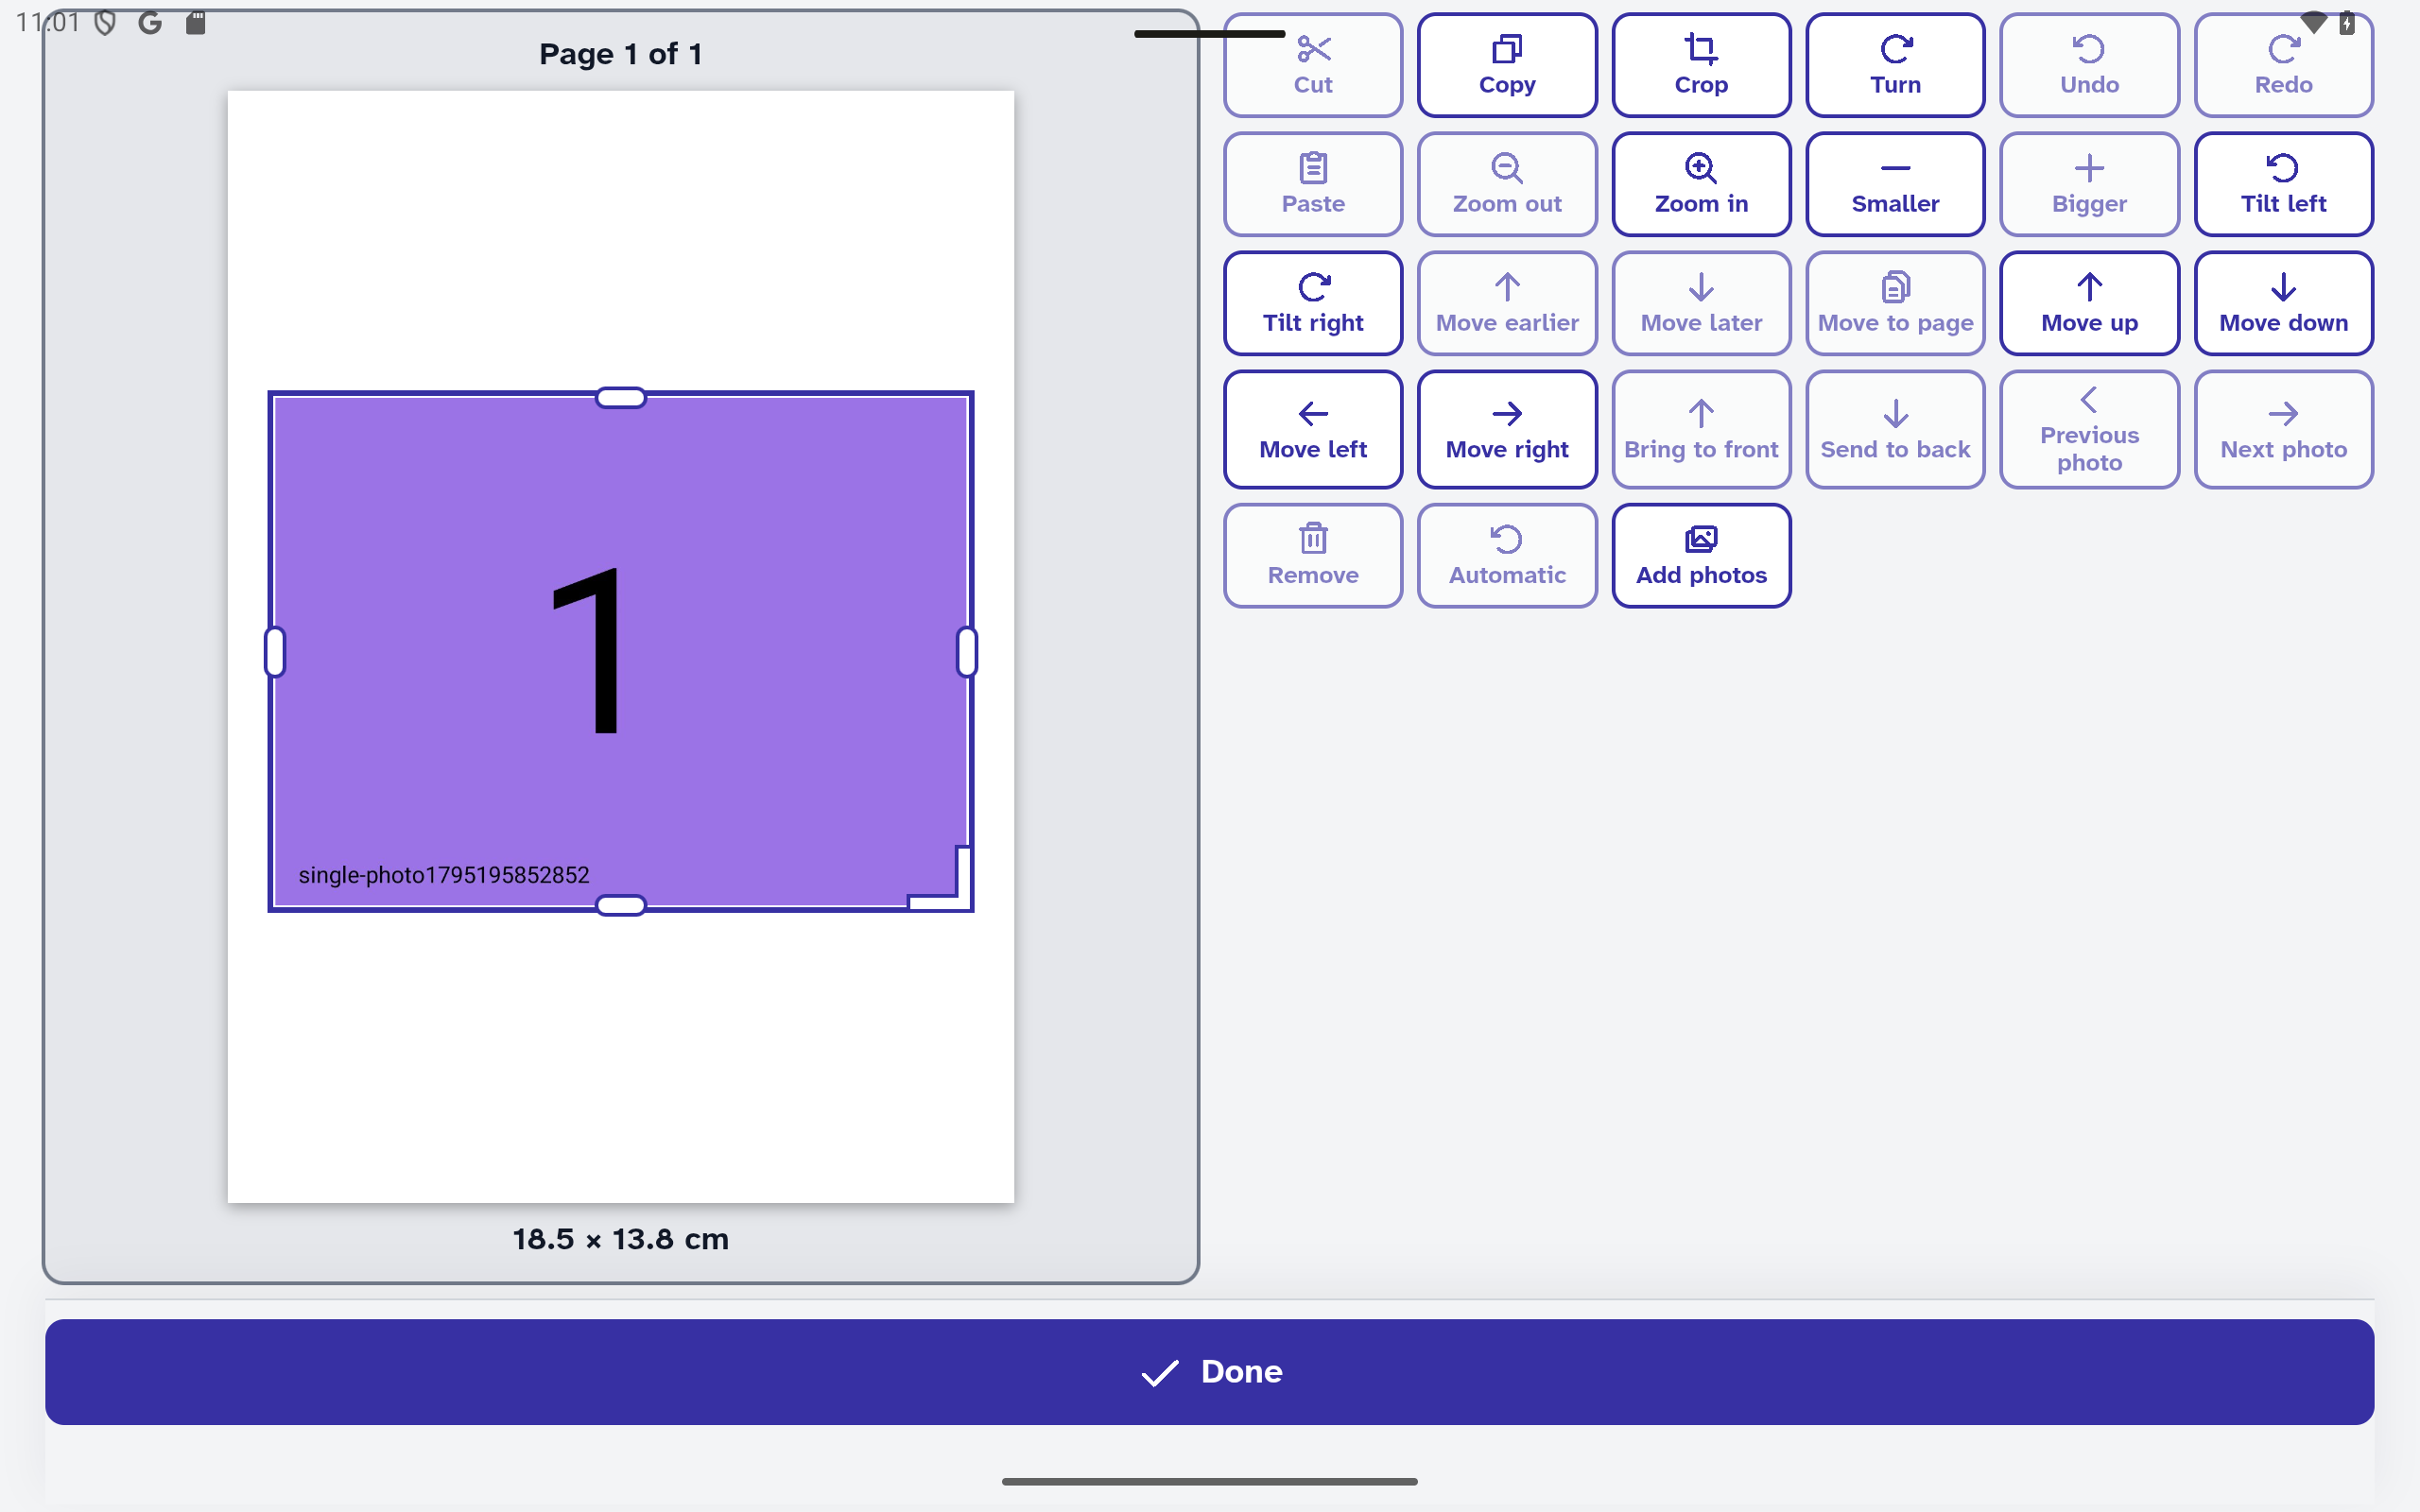 11:01
Page 1 of 1
1
single-photo1795195852852
18.5 × 13.8 cm
Cut
Copy
Crop
Turn
Undo
Redo
Paste
Zoom out
Zoom in
Smaller
Bigger
Tilt left
Tilt right
Move earlier
Move later
Move to page
Move up
Move down
Move left
Move right
Bring to front
Send to back
Previous
photo
Next photo
Remove
Automatic
Add photos
Done